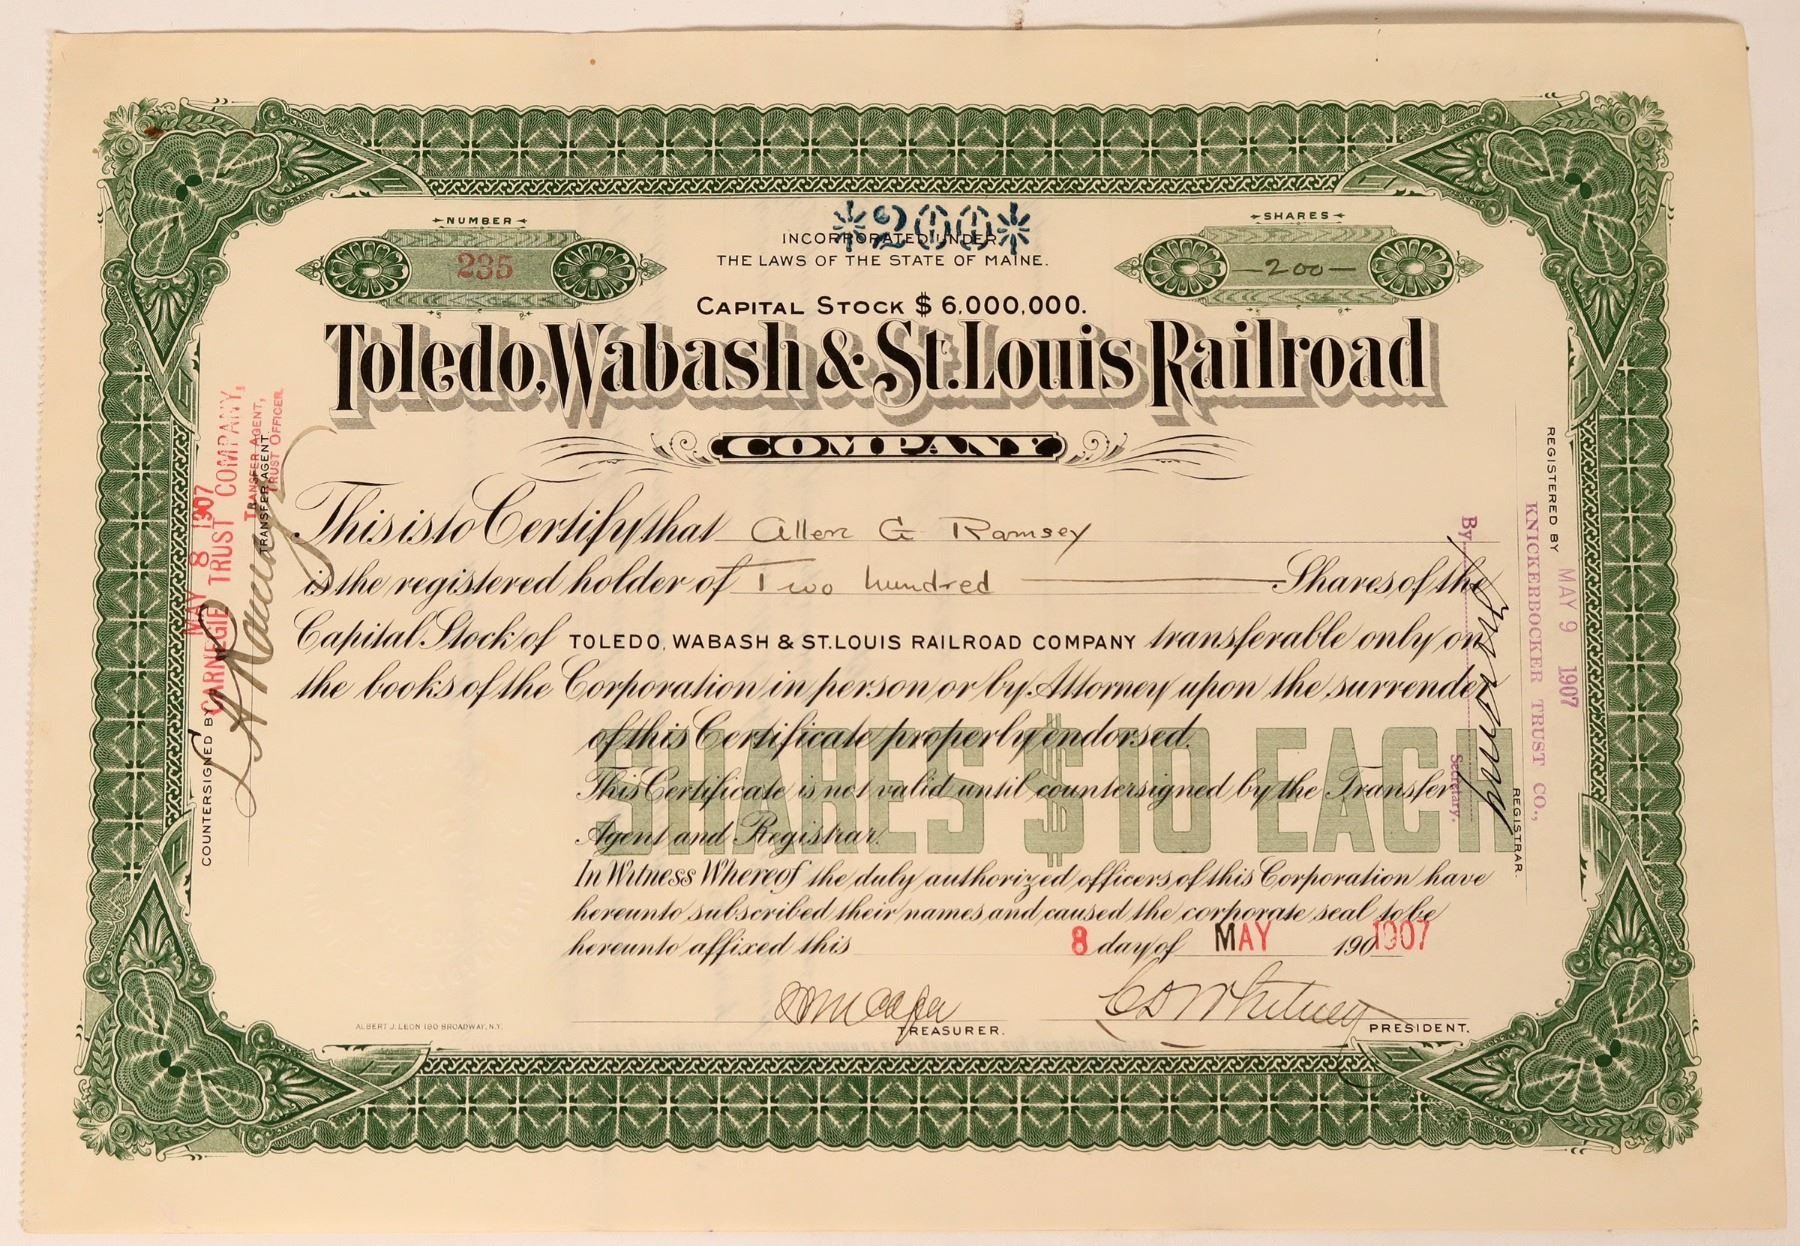 NUMBER
235
*200*
INCORPORATED UNDER
THE LAWS OF THE STATE OF MAINE.
SHARES
—200—
CAPITAL STOCK $6,000,000.
Toledo, Wabash & St. Louis Railroad
COMPANY
This is to Certify that Allen G Ramsey
is the registered holder of Two hundred Shares of the
Capital Stock of TOLEDO, WABASH & ST. LOUIS RAILROAD COMPANY transferable only on
the books of the Corporation in person or by Attorney upon the surrender
of this Certificate properly endorsed.
This Certificate is not valid until countersigned by the Transfer
Agent and Registrar.
SHARES $10 EACH
In Witness Whereof the duly authorized officers of this Corporation have
hereunto subscribed their names and caused the corporate seal to be
hereunto affixed this 8 day of MAY 190 1907
TREASURER.
C D Whitney PRESIDENT.
ALBERT J. LEON 180 BROADWAY, N.Y.
COUNTERSIGNED BY
MAY 8 1907
CARNEGIE TRUST COMPANY,
TRANSFER AGENT,
TRANSFER AGENT
TRUST OFFICER
REGISTERED BY
MAY 9 1907
KNICKERBOCKER TRUST CO.,
REGISTRAR.
By
Secretary.